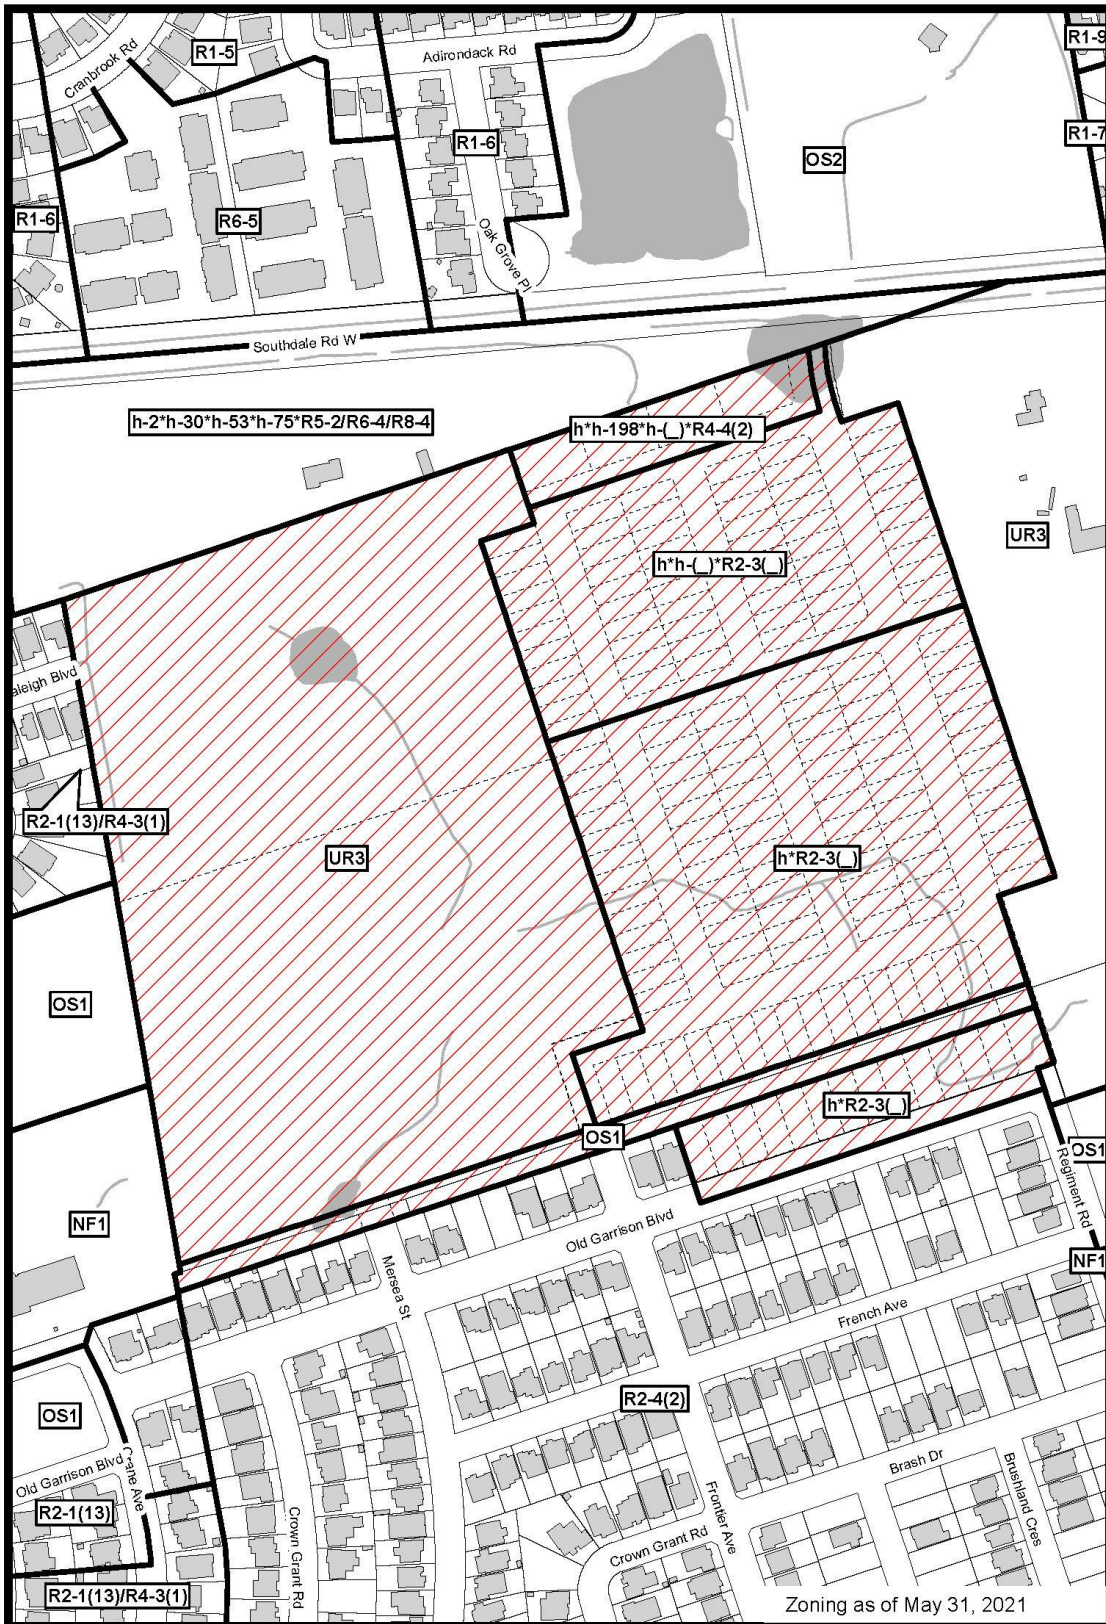 Cranbrook Rd
R1-5
Adirondack Rd
R1-9
R1-6
R1-7
OS2
R1-6
R6-5
Oak Grove Pl
Southdale Rd W
h-2*h-30*h-53*h-75*R5-2/R6-4/R8-4
h*h-198*h-(_)*R4-4(2)
UR3
h*h-(_)*R2-3(_)
aleigh Blvd
R2-1(13)/R4-3(1)
UR3
h*R2-3(_)
OS1
h*R2-3(_)
OS1
OS1
Regiment Rd
NF1
Old Garrison Blvd
NF1
Mersea St
French Ave
R2-4(2)
OS1
Old Garrison Blvd
Crane Ave
Brash Dr
Brushland Cres
R2-1(13)
Crown Grant Rd
Frontier Ave
Crown Grant Rd
R2-1(13)/R4-3(1)
Zoning as of May 31, 2021